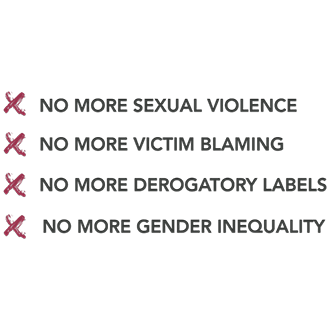 NO MORE SEXUAL VIOLENCE
NO MORE VICTIM BLAMING
NO MORE DEROGATORY LABELS
NO MORE GENDER INEQUALITY